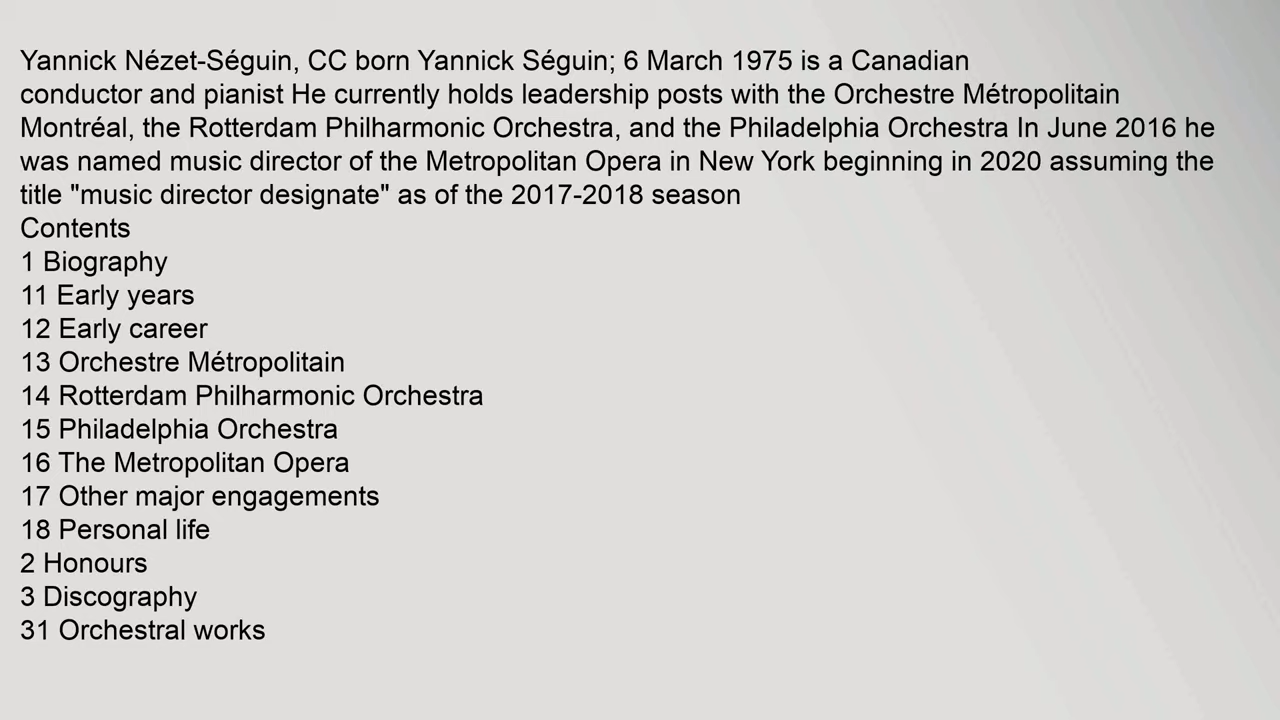 Yannick Nézet-Séguin, CC born Yannick Séguin; 6 March 1975 is a Canadian
conductor and pianist He currently holds leadership posts with the Orchestre Métropolitain
Montréal, the Rotterdam Philharmonic Orchestra, and the Philadelphia Orchestra In June 2016 he
was named music director of the Metropolitan Opera in New York beginning in 2020 assuming the
title "music director designate" as of the 2017-2018 season
Contents
1 Biography
11 Early years
12 Early career
13 Orchestre Métropolitain
14 Rotterdam Philharmonic Orchestra
15 Philadelphia Orchestra
16 The Metropolitan Opera
17 Other major engagements
18 Personal life
2 Honours
3 Discography
31 Orchestral works